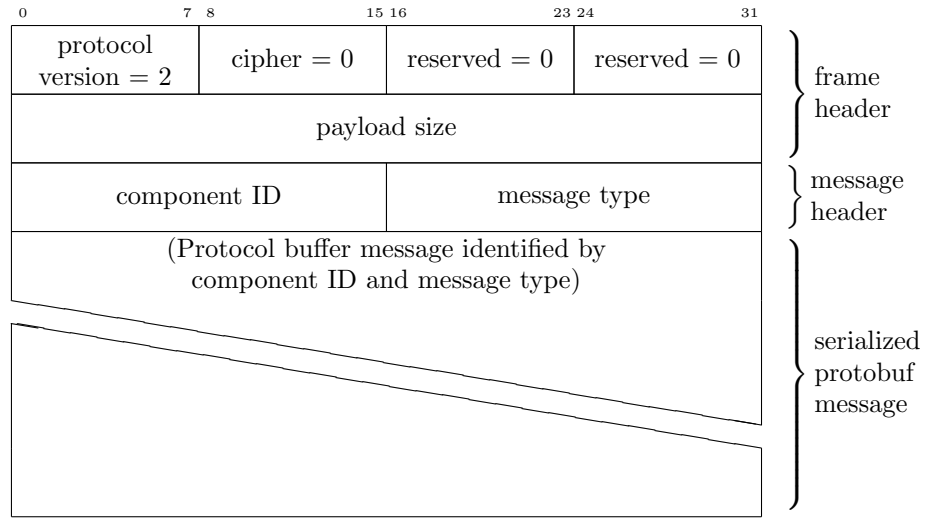 0 7 8 15 16 23 24 31
protocol
version = 2
cipher = 0
reserved = 0
reserved = 0
frame
header
payload size
component ID
message type
message
header
(Protocol buffer message identified by
component ID and message type)
serialized
protobuf
message